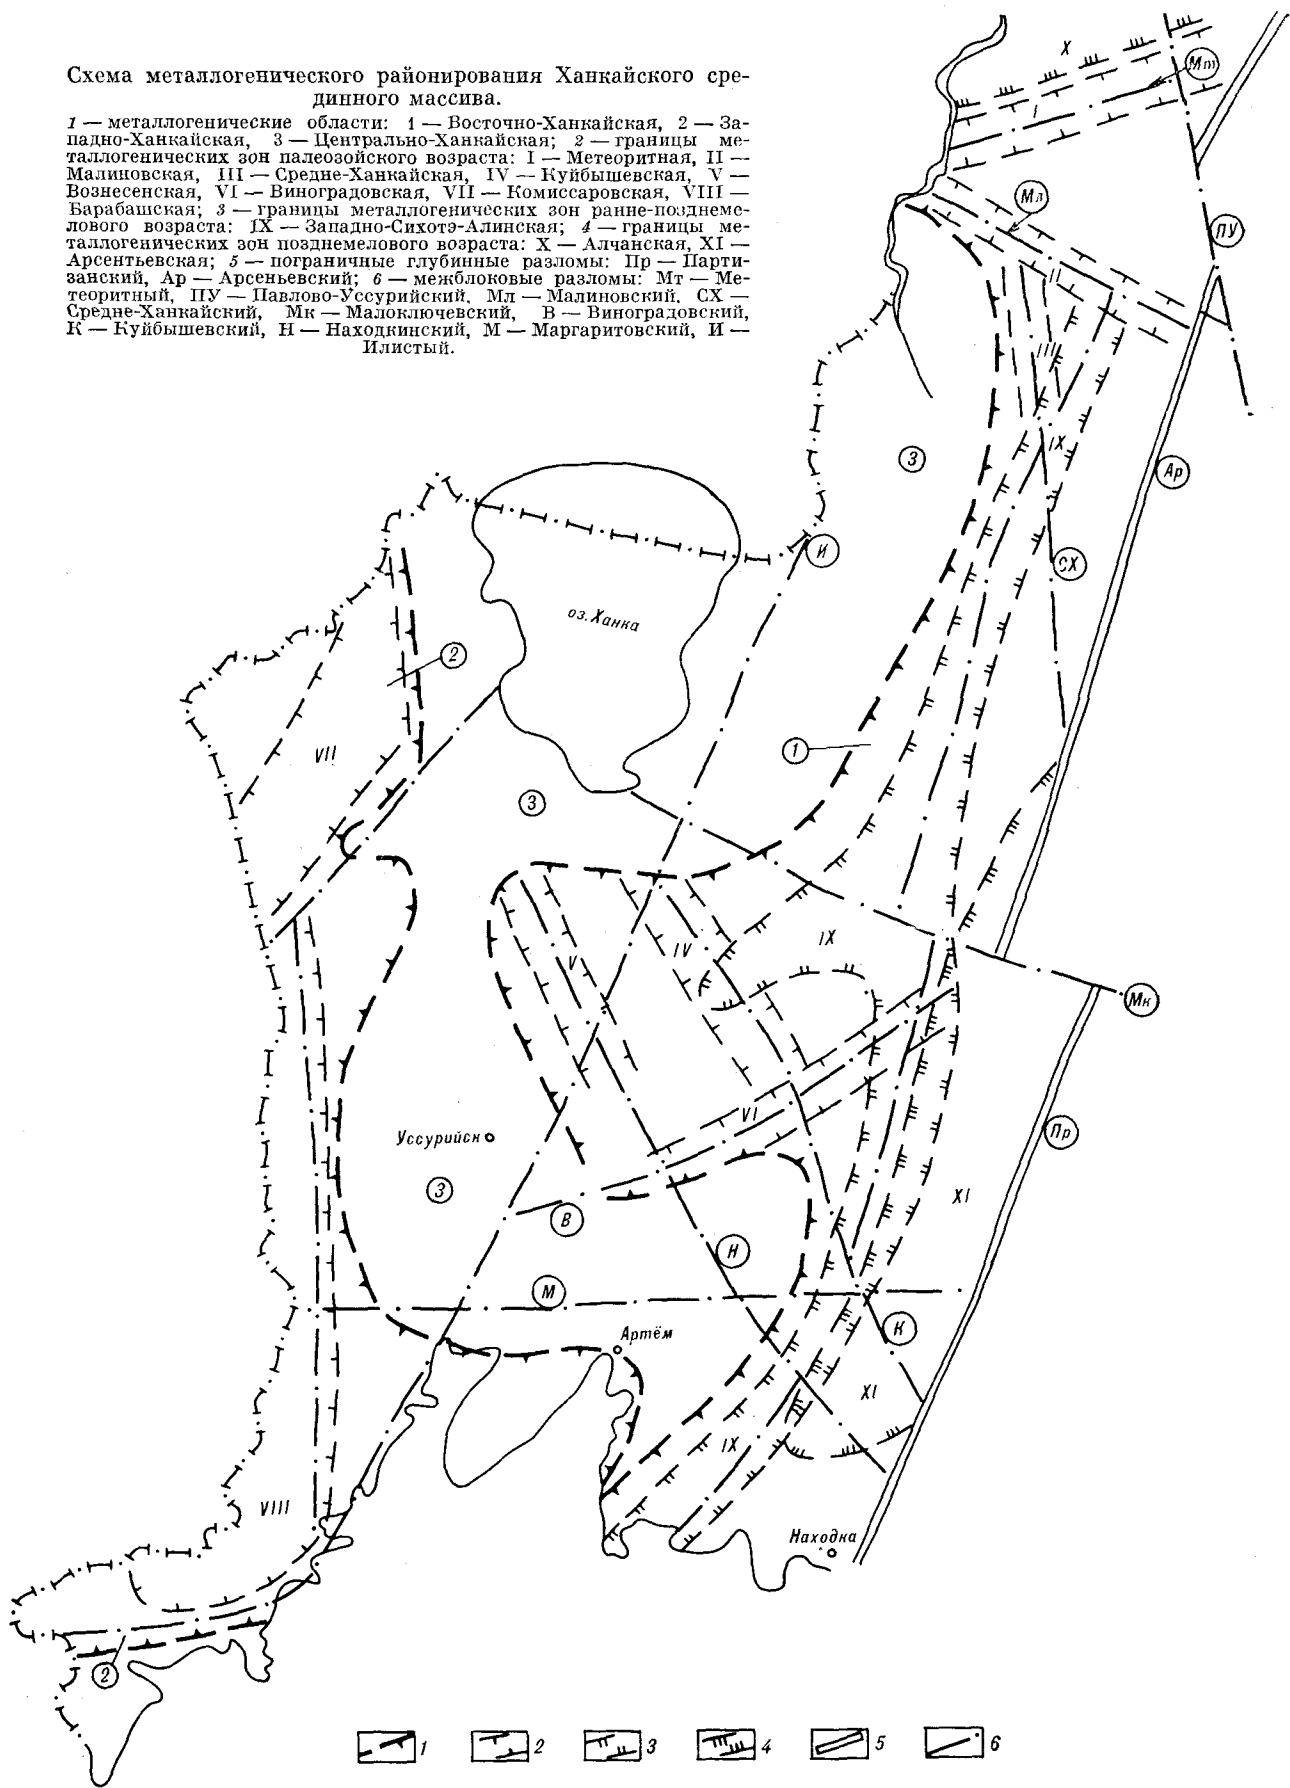 Схема металлогенического районирования Ханкайского сре-
динного массива.
1 — металлогенические области: 1 — Восточно-Ханкайская, 2 — За-
падно-Ханкайская, 3 — Центрально-Ханкайская; 2 — границы ме-
таллогенических зон палеозойского возраста: I — Метеоритная, II —
Малиновская, III — Средне-Ханкайская, IV — Куйбышевская, V —
Вознесенская, VI — Виноградовская, VII — Комиссаровская, VIII —
Барабашская; 3 — границы металлогенических зон ранне-позднеме-
лового возраста: IX — Западно-Сихотэ-Алинская; 4 — границы ме-
таллогенических зон позднемелового возраста: X — Алчанская, XI —
Арсентьевская; 5 — пограничные глубинные разломы: Пр — Парти-
занский, Ар — Арсеньевский; 6 — межблоковые разломы: Мт — Ме-
теоритный, ПУ — Павлово-Уссурийский, Мл — Малиновский, СХ —
Средне-Ханкайский, Мк — Малоключевский, В — Виноградовский,
К — Куйбышевский, Н — Находкинский, М — Маргаритовский, И —
Илистый.
X
Мт
I
Мл
ПУ
II
III
IX
3
Ар
И
СХ
оз. Ханка
2
1
VII
3
IV
IX
V
Мк
VI
Пр
Уссурийск
3
XI
В
Н
М
К
Артём
XI
IX
VIII
Находка
2
1 2 3 4 5 6